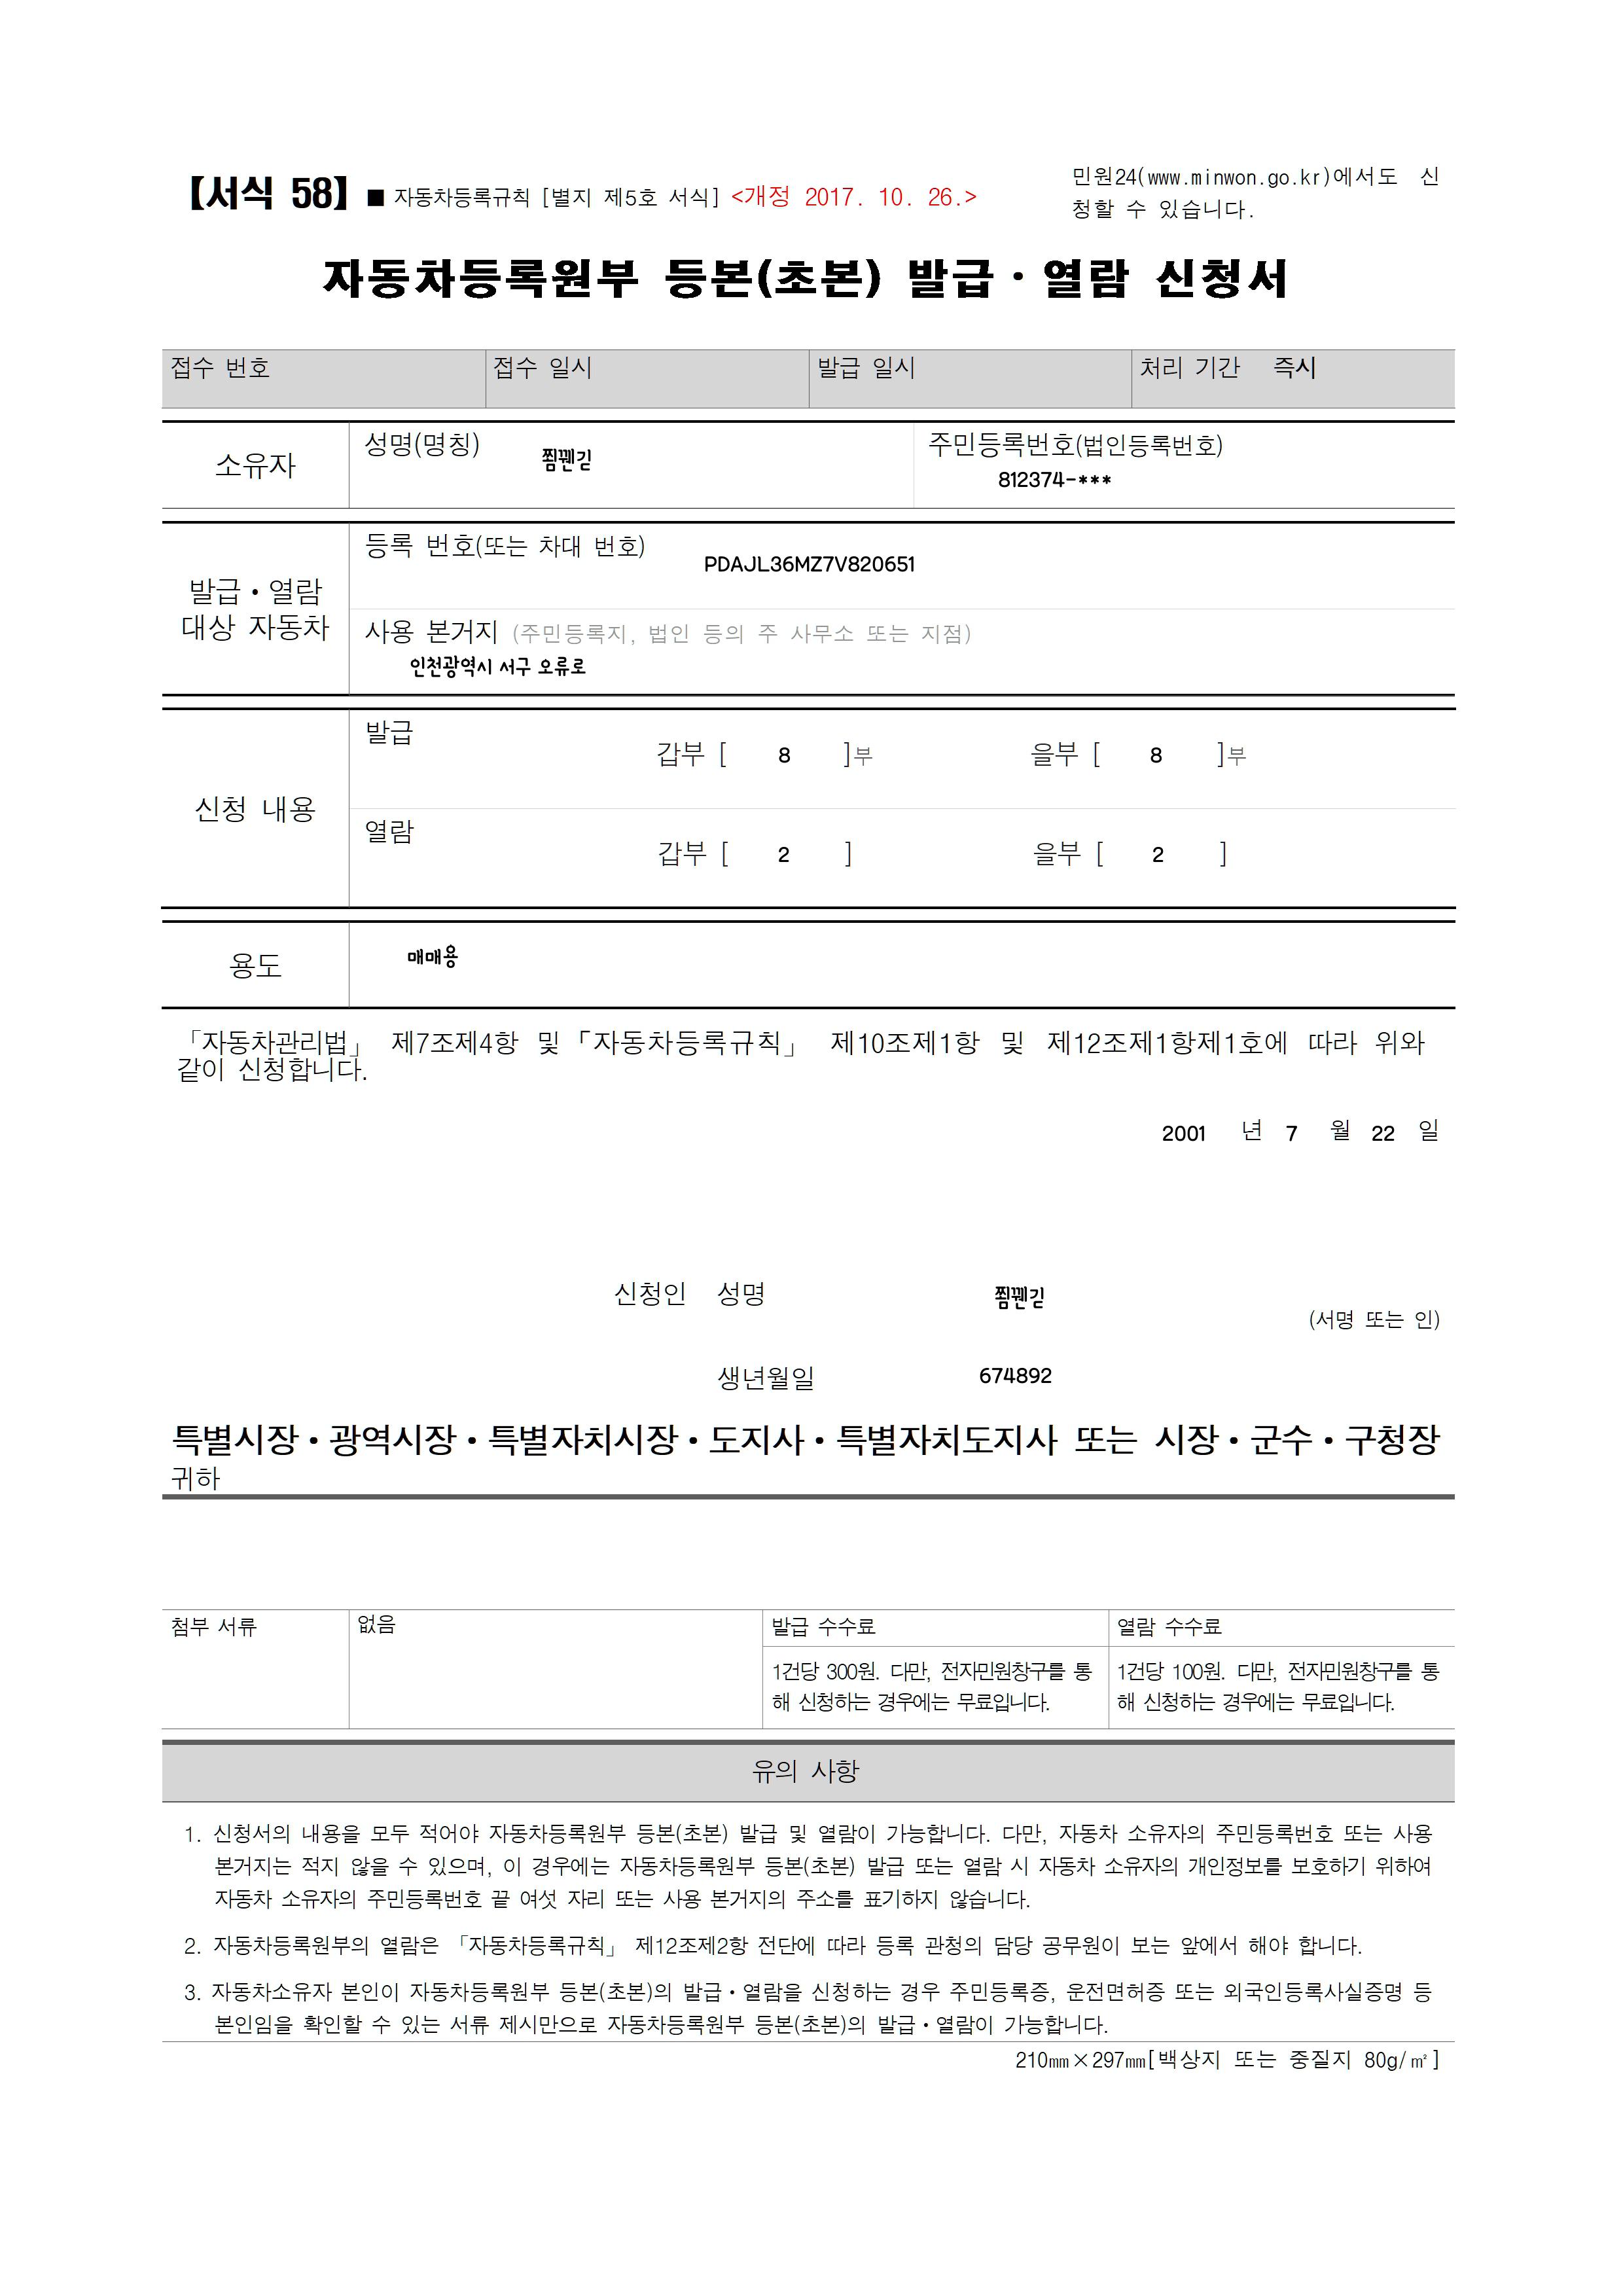 【서식 58】 ■ 자동차등록규칙 [별지 제5호 서식] <개정 2017. 10. 26.>
민원24(www.minwon.go.kr)에서도 신
청할 수 있습니다.
자동차등록원부 등본(초본) 발급·열람 신청서
접수 번호 접수 일시 발급 일시 처리 기간 즉시
소유자 성명(명칭) 쬠꿴긷 주민등록번호(법인등록번호)
812374-***
발급·열람
대상 자동차
등록 번호(또는 차대 번호) PDAJL36MZ7V820651
사용 본거지 (주민등록지, 법인 등의 주 사무소 또는 지점)
인천광역시 서구 오류로
신청 내용
발급
갑부 [ 8 ]부 을부 [ 8 ]부
열람
갑부 [ 2 ] 을부 [ 2 ]
용도 매매용
「자동차관리법」 제7조제4항 및「자동차등록규칙」 제10조제1항 및 제12조제1항제1호에 따라 위와
같이 신청합니다.
2001 년 7 월 22 일
신청인 성명 쬠꿴긷
(서명 또는 인)
생년월일 674892
특별시장·광역시장·특별자치시장·도지사·특별자치도지사 또는 시장·군수·구청장
귀하
첨부 서류 없음 발급 수수료 열람 수수료
1건당 300원. 다만, 전자민원창구를 통
해 신청하는 경우에는 무료입니다.
1건당 100원. 다만, 전자민원창구를 통
해 신청하는 경우에는 무료입니다.
유의 사항
1. 신청서의 내용을 모두 적어야 자동차등록원부 등본(초본) 발급 및 열람이 가능합니다. 다만, 자동차 소유자의 주민등록번호 또는 사용
본거지는 적지 않을 수 있으며, 이 경우에는 자동차등록원부 등본(초본) 발급 또는 열람 시 자동차 소유자의 개인정보를 보호하기 위하여
자동차 소유자의 주민등록번호 끝 여섯 자리 또는 사용 본거지의 주소를 표기하지 않습니다.
2. 자동차등록원부의 열람은 「자동차등록규칙」 제12조제2항 전단에 따라 등록 관청의 담당 공무원이 보는 앞에서 해야 합니다.
3. 자동차소유자 본인이 자동차등록원부 등본(초본)의 발급·열람을 신청하는 경우 주민등록증, 운전면허증 또는 외국인등록사실증명 등
본인임을 확인할 수 있는 서류 제시만으로 자동차등록원부 등본(초본)의 발급·열람이 가능합니다.
210㎜×297㎜[백상지 또는 중질지 80g/㎡]